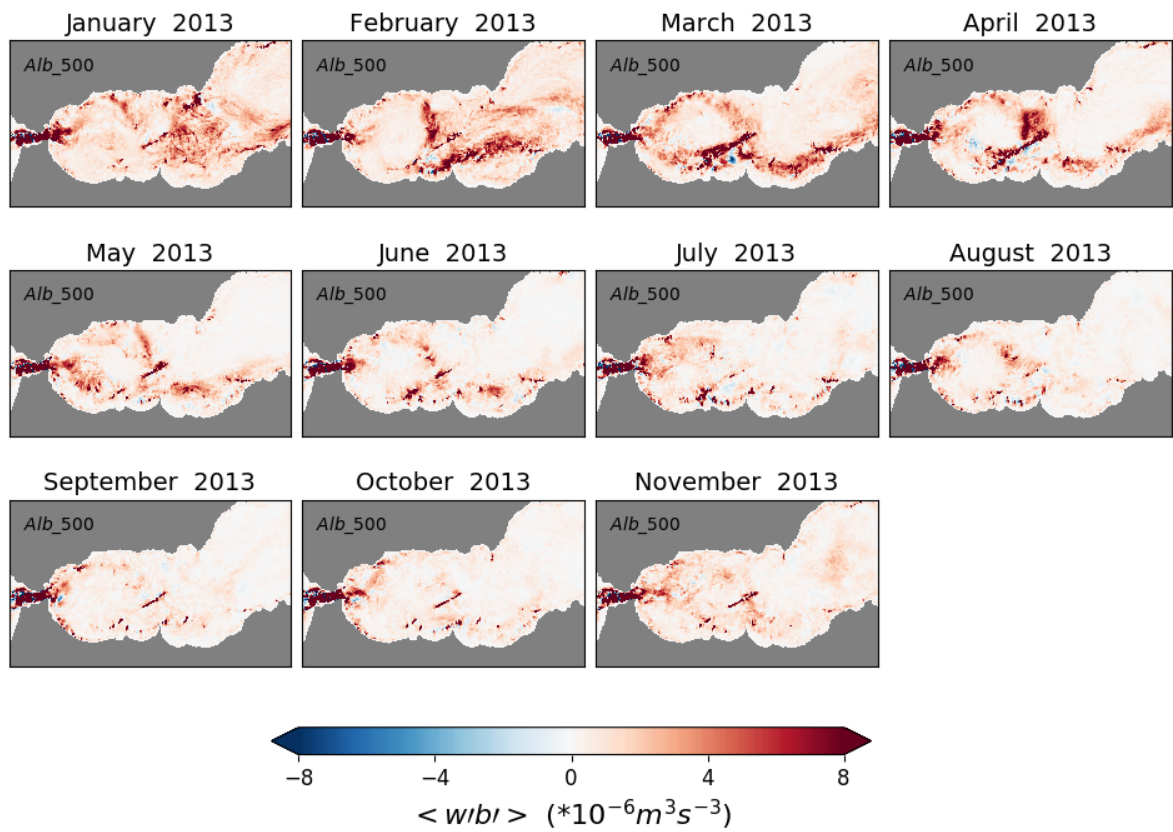 January 2013 February 2013 March 2013 April 2013
Alb_500 Alb_500 Alb_500 Alb_500
May 2013 June 2013 July 2013 August 2013
Alb_500 Alb_500 Alb_500 Alb_500
September 2013 October 2013 November 2013
Alb_500 Alb_500 Alb_500
−8 −4 0 4 8
< w′b′ > (*10⁻⁶m³s⁻³)